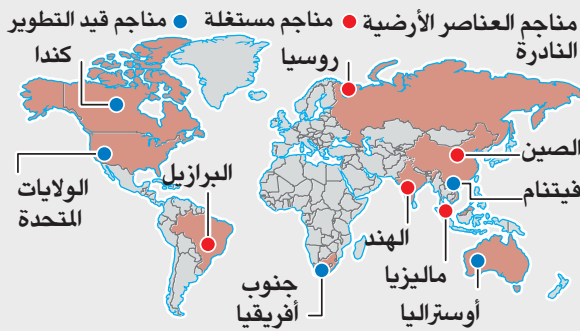 مناجم العناصر الأرضية ● مناجم مستغلة ● مناجم قيد التطوير
النادرة
كندا
روسيا
الصين
فيتنام
البرازيل
الولايات
المتحدة
الهند
ماليزيا
جنوب
أفريقيا
أوستراليا